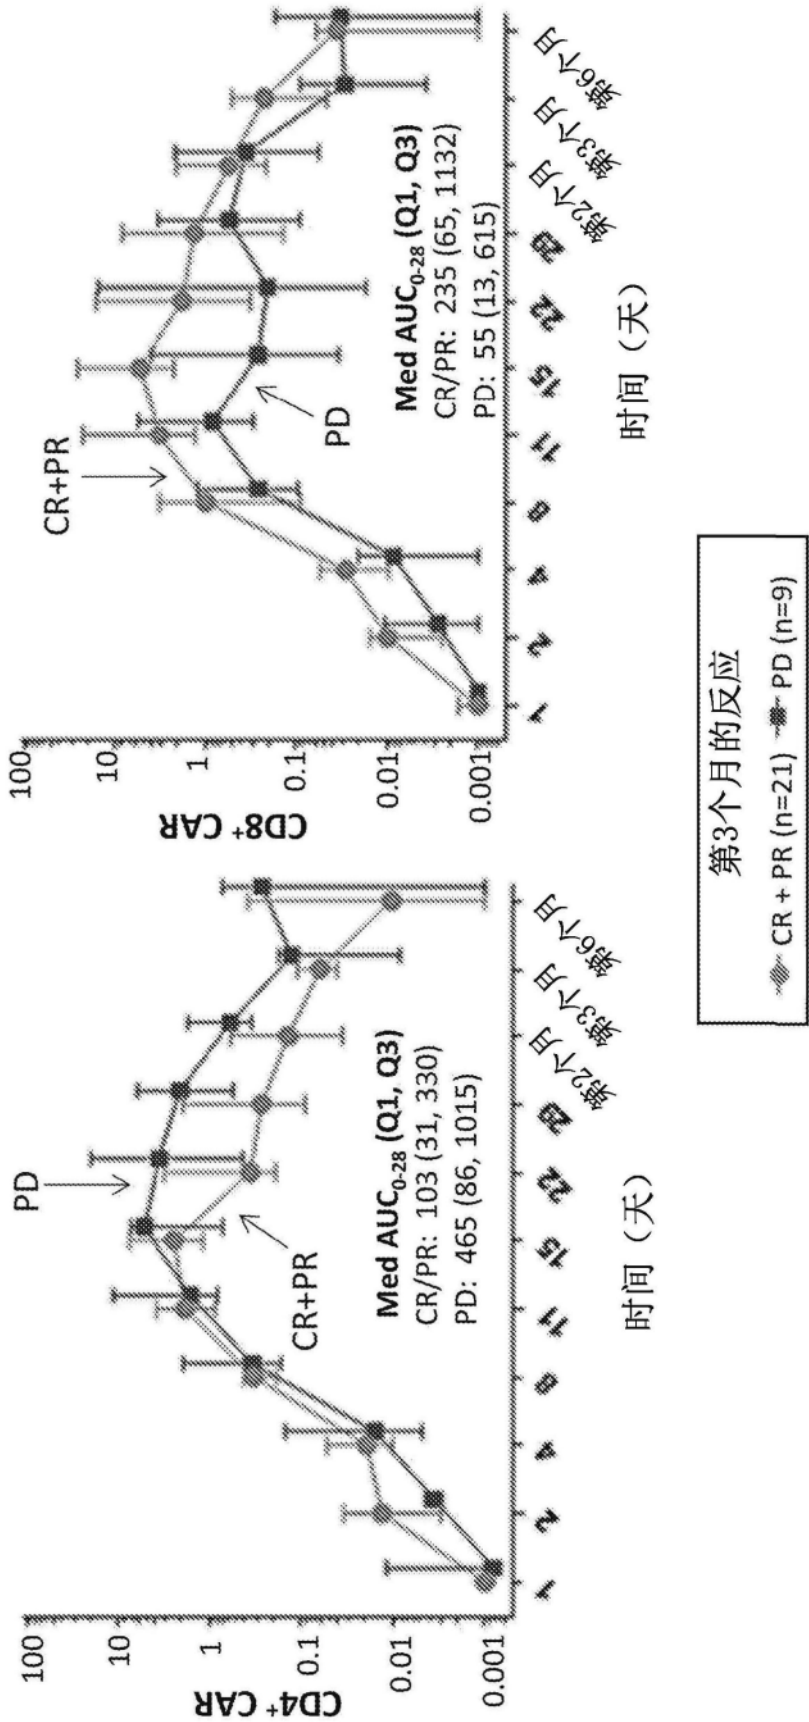 CD4⁺ CAR
100
10
1
0.1
0.01
0.001
PD
CR+PR
Med AUC₀₋₂₈ (Q1, Q3)
CR/PR: 103 (31, 330)
PD: 465 (86, 1015)
1
2
4
8
11
15
22
29
第2个月
第3个月
第6个月
时间（天）
CD8⁺ CAR
100
10
1
0.1
0.01
0.001
CR+PR
PD
Med AUC₀₋₂₈ (Q1, Q3)
CR/PR: 235 (65, 1132)
PD: 55 (13, 615)
1
2
4
8
11
15
22
29
第2个月
第3个月
第6个月
时间（天）
第3个月的反应
CR + PR (n=21) PD (n=9)